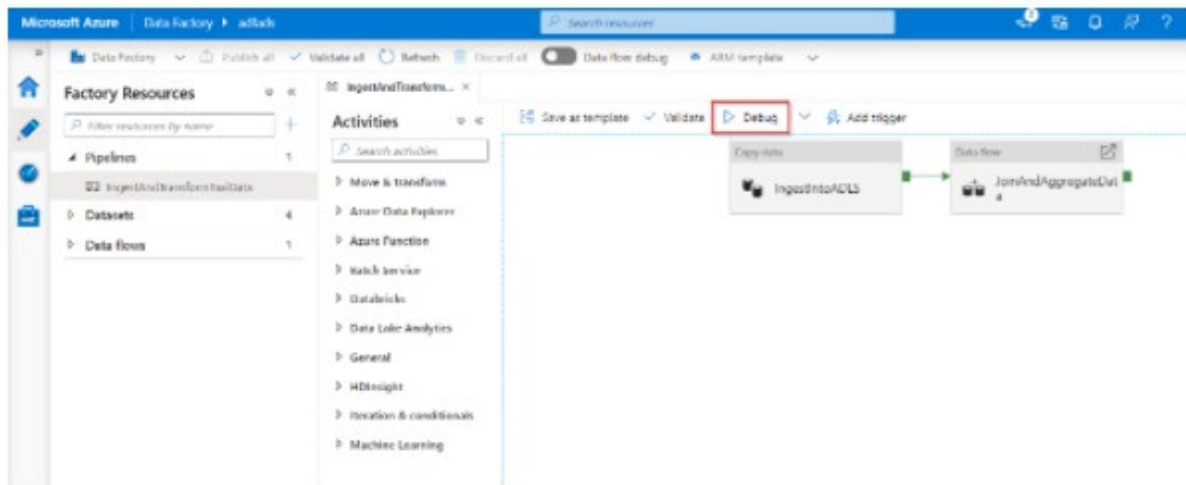 Microsoft Azure Data Factory adlads Search resources
Data Factory Publish all Validate all Refresh Discard all Data flow debug ARM template
Factory Resources
Filter resources by name
Pipelines 1
IngestAndTransformTaxiData
Datasets 4
Data flows 1
IngestAndTransform...
Activities
Search activities
Move & transform
Azure Data Explorer
Azure Function
Batch Service
Databricks
Data Lake Analytics
General
HDInsight
Iteration & conditionals
Machine Learning
Save as template Validate Debug Add trigger
Copy data
IngestIntoADLS
Data flow
JoinAndAggregateDat
a